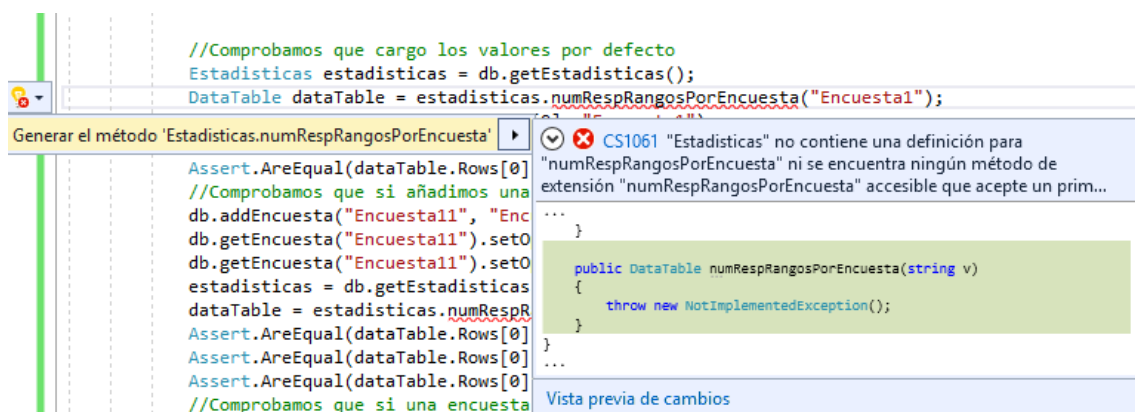 //Comprobamos que cargo los valores por defecto
Estadisticas estadisticas = db.getEstadisticas();
DataTable dataTable = estadisticas.numRespRangosPorEncuesta("Encuesta1");
Generar el método 'Estadisticas.numRespRangosPorEncuesta'
Assert.AreEqual(dataTable.Rows[0]
//Comprobamos que si añadimos una
db.addEncuesta("Encuesta11", "Enc
db.getEncuesta("Encuesta11").setO
db.getEncuesta("Encuesta11").setO
estadisticas = db.getEstadisticas
dataTable = estadisticas.numRespR
Assert.AreEqual(dataTable.Rows[0]
Assert.AreEqual(dataTable.Rows[0]
Assert.AreEqual(dataTable.Rows[0]
//Comprobamos que si una encuesta
CS1061 "Estadisticas" no contiene una definición para
"numRespRangosPorEncuesta" ni se encuentra ningún método de
extensión "numRespRangosPorEncuesta" accesible que acepte un prim...
...
}
public DataTable numRespRangosPorEncuesta(string v)
{
throw new NotImplementedException();
}
}
...
Vista previa de cambios